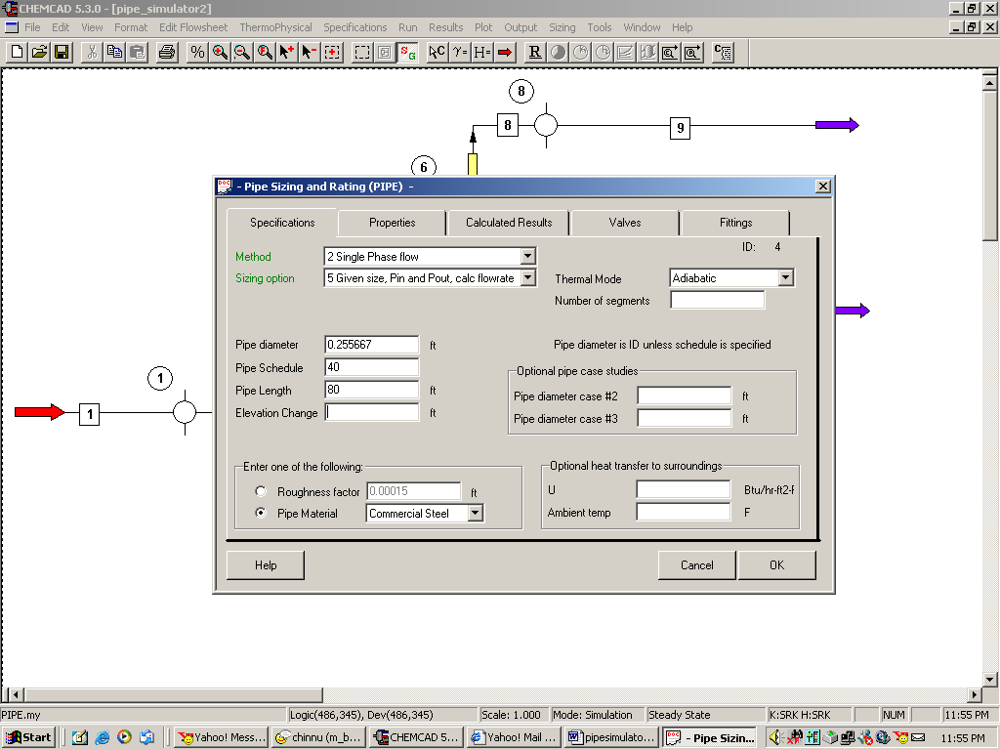 CHEMCAD 5.3.0 - [pipe_simulator2]
File Edit View Format Edit Flowsheet ThermoPhysical Specifications Run Results Plot Output Sizing Tools Window Help
% S G C γ= H= R C
8
8 9
6
DOC - Pipe Sizing and Rating (PIPE) -
Specifications Properties Calculated Results Valves Fittings
ID: 4
Method 2 Single Phase flow
Sizing option 5 Given size, Pin and Pout, calc flowrate Thermal Mode Adiabatic
Number of segments
Pipe diameter 0.255667 ft Pipe diameter is ID unless schedule is specified
Pipe Schedule 40 Optional pipe case studies
Pipe Length 80 ft Pipe diameter case #2 ft
Elevation Change ft Pipe diameter case #3 ft
1
1
Enter one of the following: Optional heat transfer to surroundings
Roughness factor 0.00015 ft U Btu/hr-ft2-f
Pipe Material Commercial Steel Ambient temp F
Help Cancel OK
PIPE.my Logic(486,345), Dev(486,345) Scale: 1.000 Mode: Simulation Steady State K:SRK H:SRK NUM 11:55 PM
Start Yahoo! Mess... chinnu (m_b... CHEMCAD 5.... Yahoo! Mail ... pipesimulato... DOC - Pipe Sizin... 11:55 PM